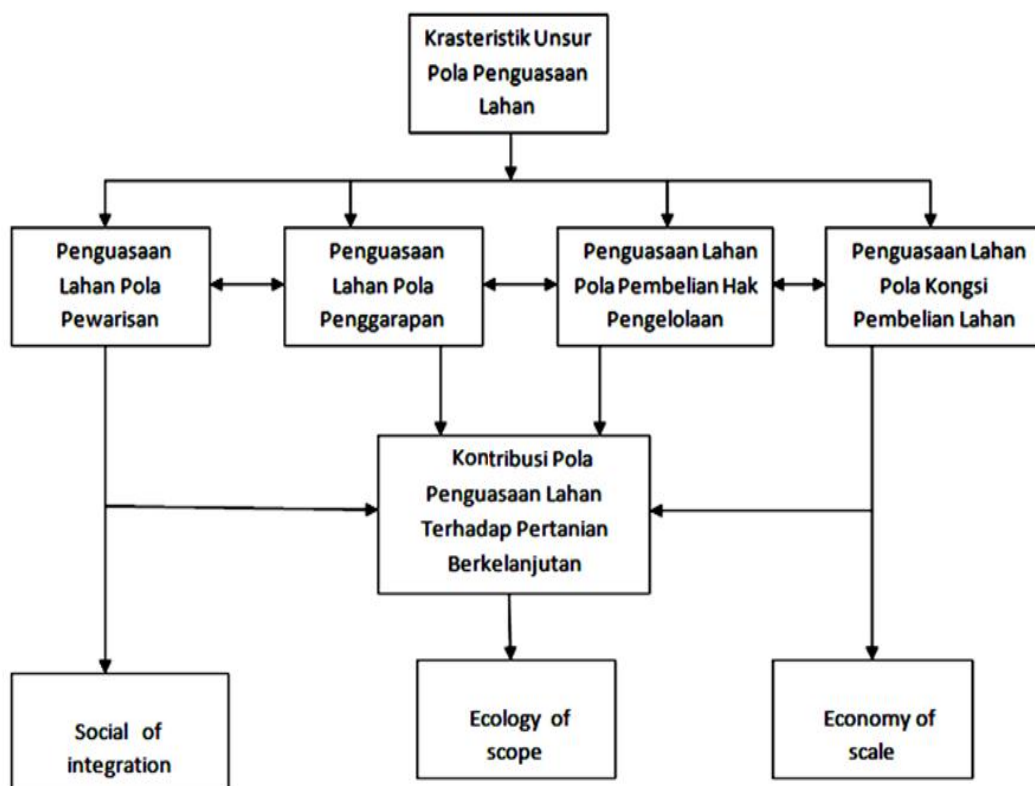 Krasteristik Unsur
Pola Penguasaan
Lahan
Penguasaan
Lahan Pola
Pewarisan
Penguasaan
Lahan Pola
Penggarapan
Penguasaan Lahan
Pola Pembelian Hak
Pengelolaan
Penguasaan Lahan
Pola Kongsi
Pembelian Lahan
Kontribusi Pola
Penguasaan Lahan
Terhadap Pertanian
Berkelanjutan
Social of
integration
Ecology of
scope
Economy of
scale